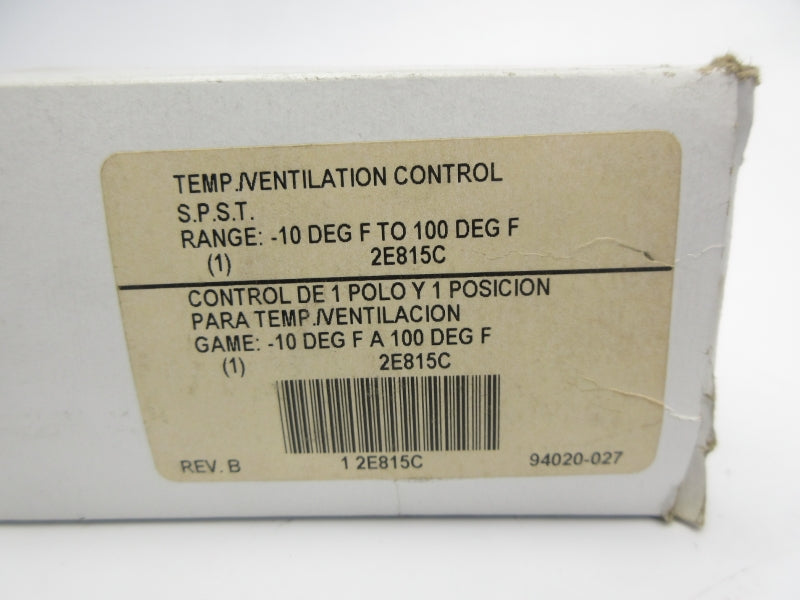 TEMP./VENTILATION CONTROL
S.P.S.T.
RANGE: -10 DEG F TO 100 DEG F
(1) 2E815C
CONTROL DE 1 POLO Y 1 POSICION
PARA TEMP./VENTILACION
GAME: -10 DEG F A 100 DEG F
(1) 2E815C
REV. B 1 2E815C 94020-027